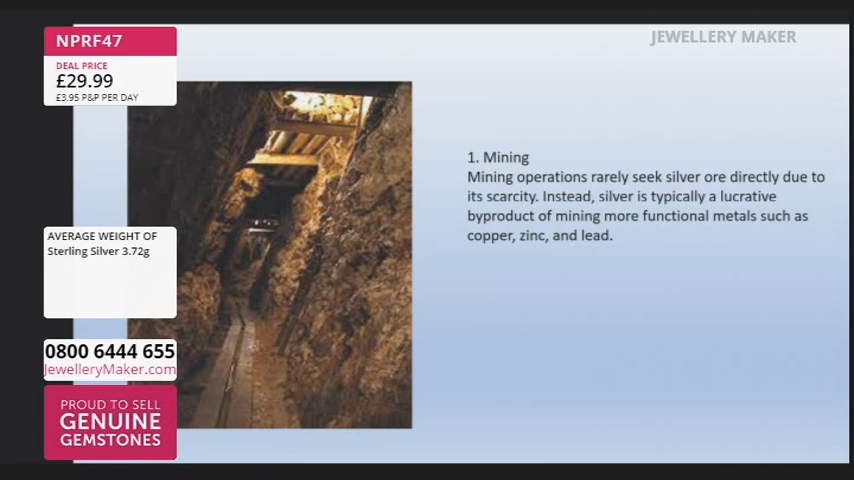 NPRF47
DEAL PRICE
£29.99
£3.95 P&P PER DAY
AVERAGE WEIGHT OF
Sterling Silver 3.72g
0800 6444 655
JewelleryMaker.com
PROUD TO SELL
GENUINE
GEMSTONES
JEWELLERY MAKER
1. Mining
Mining operations rarely seek silver ore directly due to
its scarcity. Instead, silver is typically a lucrative
byproduct of mining more functional metals such as
copper, zinc, and lead.